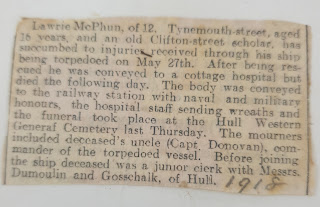 Lawrie McPhun, of 12. Tynemouth-street, aged
16 years, and an old Clifton-street scholar, has
succumbed to injuries received through his ship
being torpedoed on May 27th. After being res-
cued he was conveyed to a cottage hospital but
died the following day. The body was conveyed
to the railway station with naval and military
honours, the hospital staff sending wreaths and
the funeral took place at the Hull Western
General Cemetery last Thursday. The mourners
included deceased's uncle (Capt. Donovan), com-
mander of the torpedoed vessel. Before joining
the ship deceased was a junior clerk with Messrs.
Dumoulin and Gosschalk, of Hull.
1918